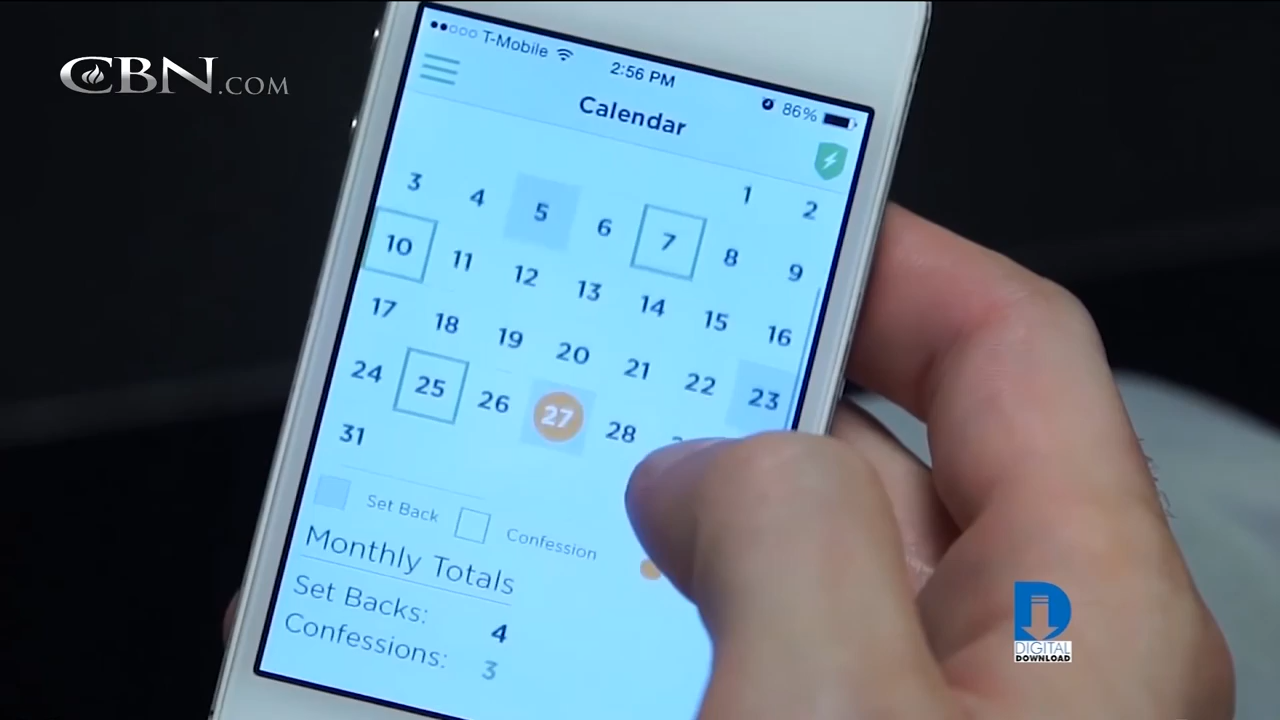 CBN.COM
T-Mobile 2:56 PM 86%
Calendar
1 2
3 4 5 6 7 8 9
10 11 12 13 14 15 16
17 18 19 20 21 22 23
24 25 26 27 28
31
Set Back Confession
Monthly Totals
Set Backs: 4
Confessions: 3
DIGITAL
DOWNLOAD